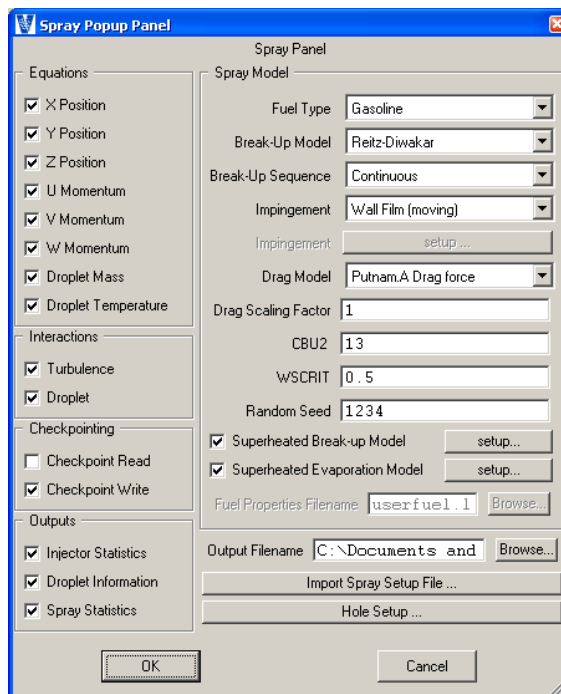 Spray Popup Panel
Spray Panel
Equations
X Position
Y Position
Z Position
U Momentum
V Momentum
W Momentum
Droplet Mass
Droplet Temperature
Interactions
Turbulence
Droplet
Checkpointing
Checkpoint Read
Checkpoint Write
Outputs
Injector Statistics
Droplet Information
Spray Statistics
Spray Model
Fuel Type Gasoline
Break-Up Model Reitz-Diwakar
Break-Up Sequence Continuous
Impingement Wall Film (moving)
Impingement setup ...
Drag Model Putnam.A Drag force
Drag Scaling Factor 1
CBU2 13
WSCRIT 0.5
Random Seed 1234
Superheated Break-up Model setup...
Superheated Evaporation Model setup...
Fuel Properties Filename userfuel.l Browse...
Output Filename C:\Documents and Browse...
Import Spray Setup File ...
Hole Setup ...
OK Cancel